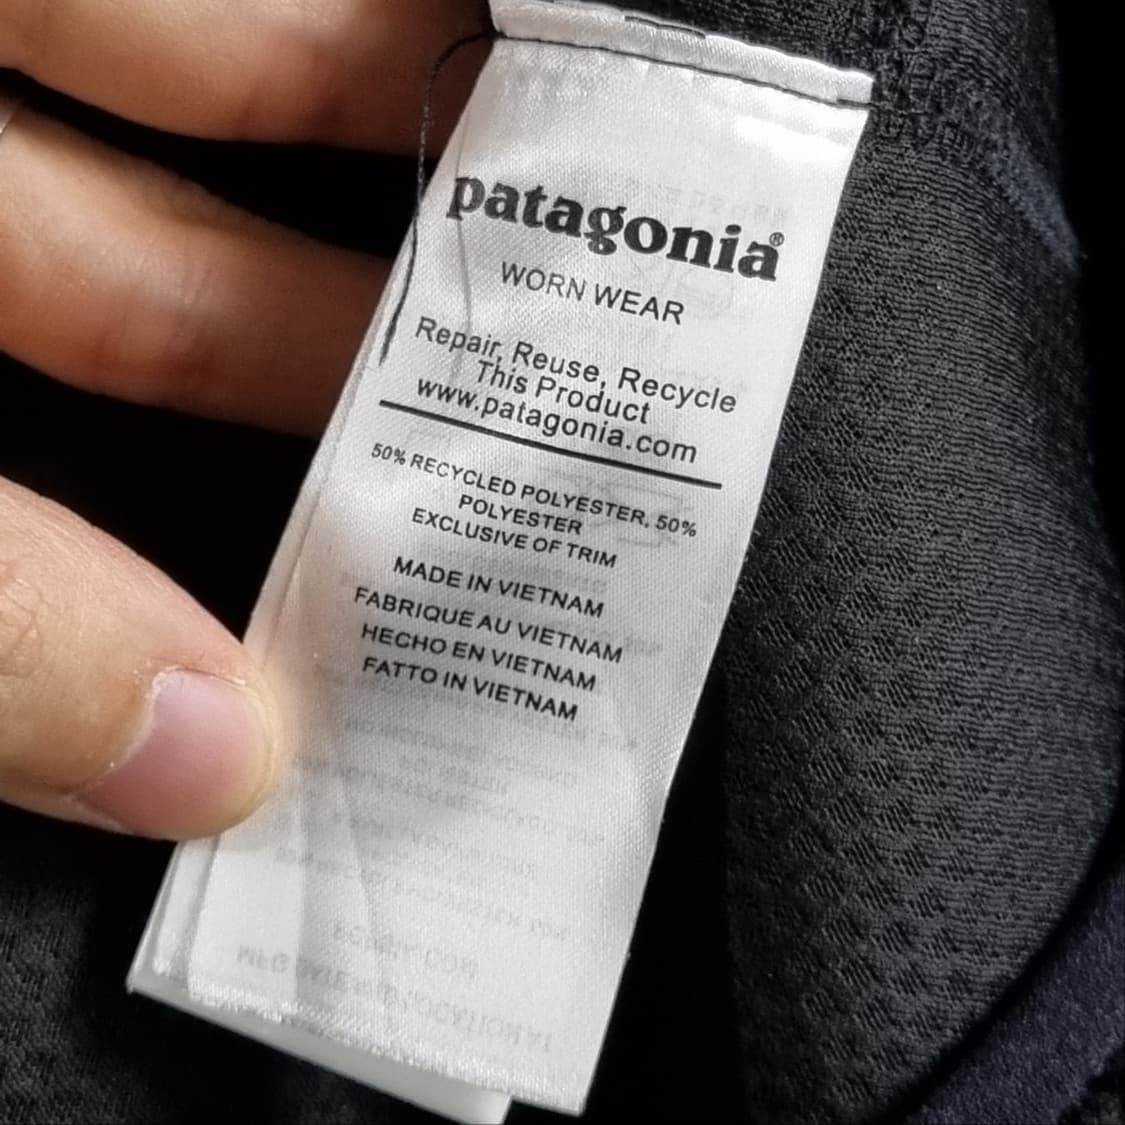 patagonia®
WORN WEAR
Repair, Reuse, Recycle
This Product
www.patagonia.com
50% RECYCLED POLYESTER, 50%
POLYESTER
EXCLUSIVE OF TRIM
MADE IN VIETNAM
FABRIQUÉ AU VIETNAM
HECHO EN VIETNAM
FATTO IN VIETNAM